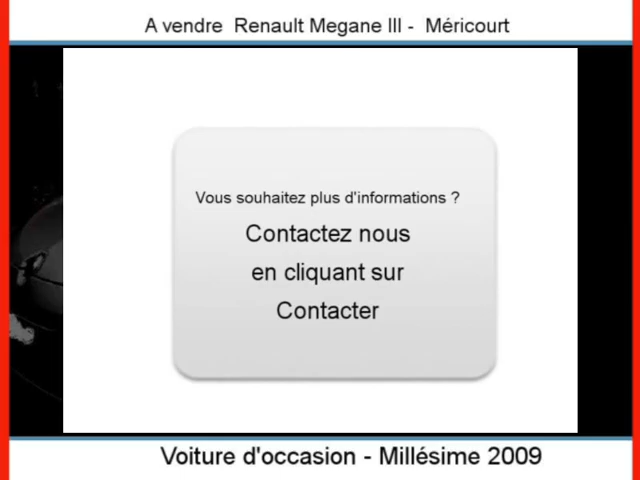 A vendre  Renault Megane III -  Méricourt
Vous souhaitez plus d'informations ?
Contactez nous
en cliquant sur
Contacter
Voiture d'occasion - Millésime 2009